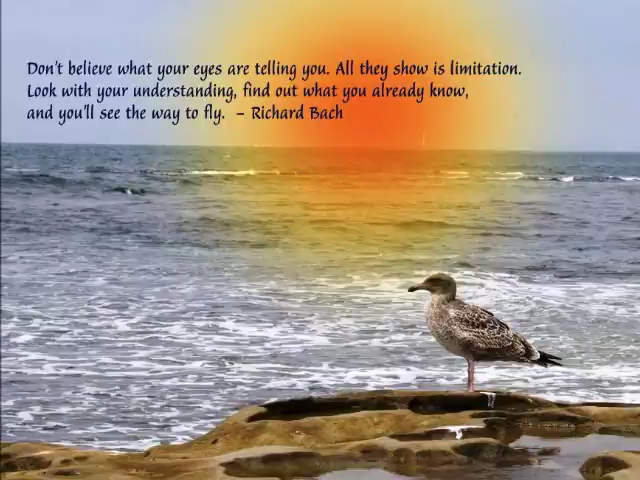 Don't believe what your eyes are telling you. All they show is limitation.
Look with your understanding, find out what you already know,
and you'll see the way to fly.  – Richard Bach